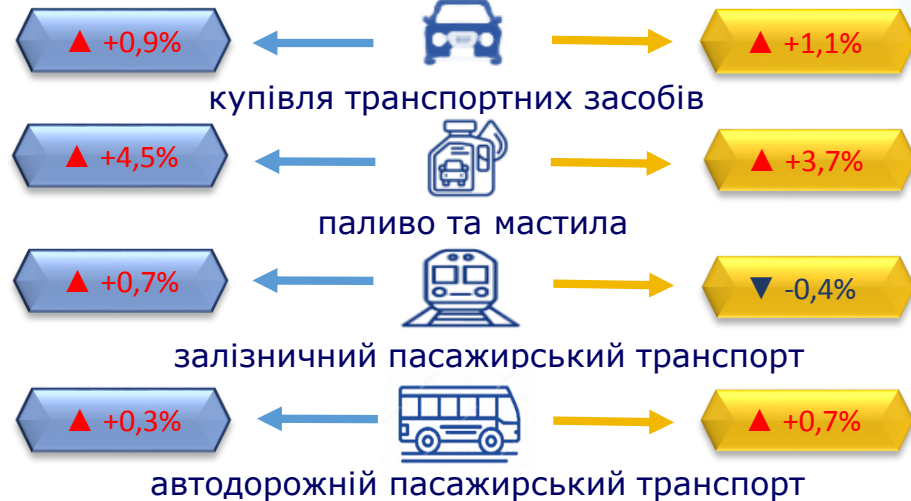 ▲ +0,9% ▲ +1,1%
купівля транспортних засобів
▲ +4,5% ▲ +3,7%
паливо та мастила
▲ +0,7% ▼ -0,4%
залізничний пасажирський транспорт
▲ +0,3% ▲ +0,7%
автодорожній пасажирський транспорт